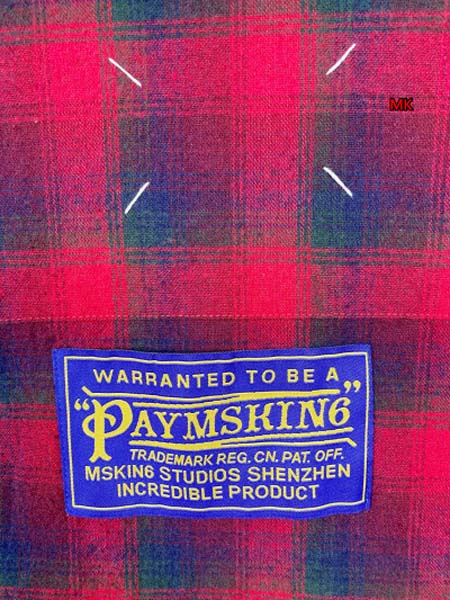 MK
WARRANTED TO BE A
“PAYMSKIN6”
TRADEMARK REG. CN. PAT. OFF.
MSKIN6 STUDIOS SHENZHEN
INCREDIBLE PRODUCT